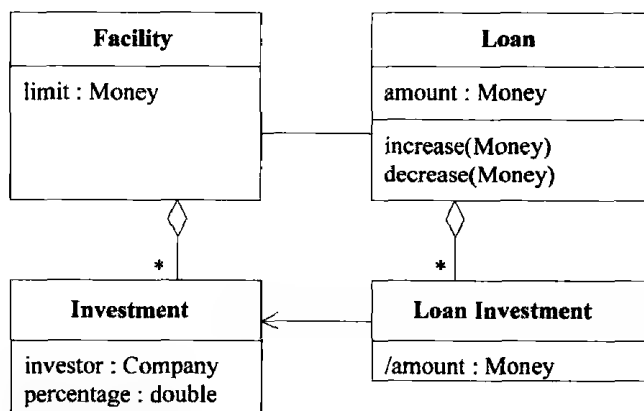 Facility
limit : Money
Loan
amount : Money
increase(Money)
decrease(Money)
*
*
Investment
investor : Company
percentage : double
Loan Investment
/amount : Money